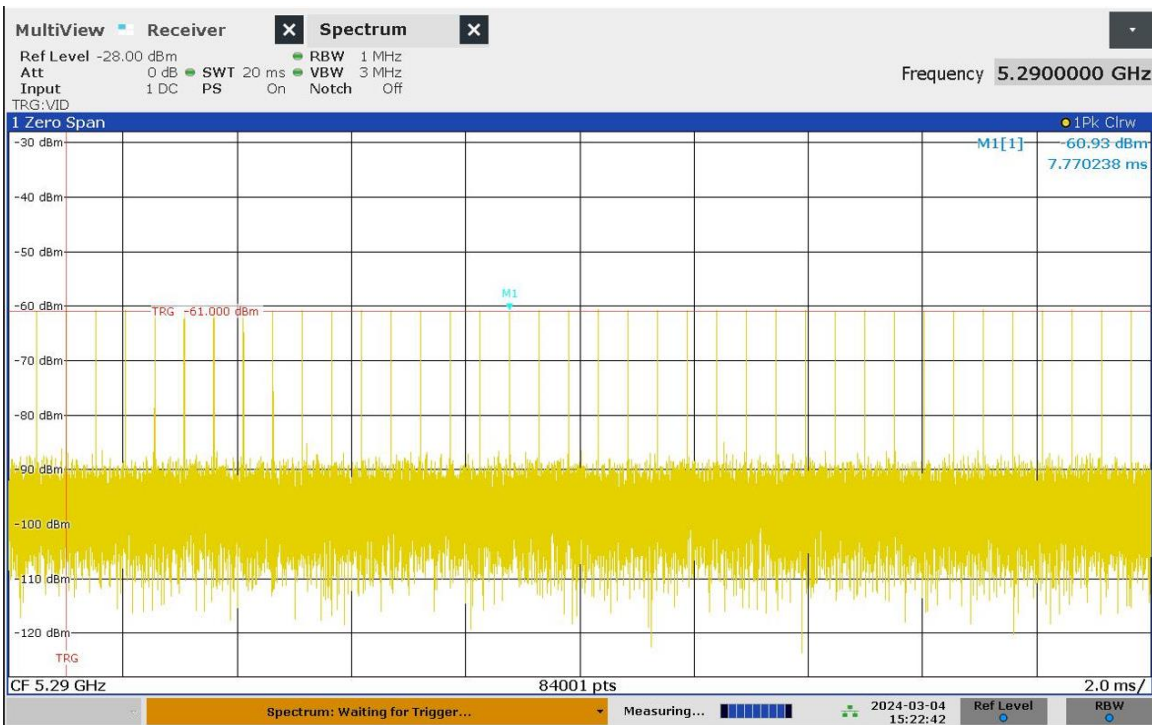 MultiView Receiver X Spectrum X
Ref Level -28.00 dBm RBW 1 MHz
Att 0 dB SWT 20 ms VBW 3 MHz
Input 1 DC PS On Notch Off
Frequency 5.2900000 GHz
TRG:VID
1 Zero Span 1Pk Clrw
M1[1] -60.93 dBm
7.770238 ms
-30 dBm
-40 dBm
-50 dBm
M1
-60 dBm
TRG -61.000 dBm
-70 dBm
-80 dBm
-90 dBm
-100 dBm
-110 dBm
-120 dBm
TRG
CF 5.29 GHz 84001 pts 2.0 ms/
Spectrum: Waiting for Trigger... Measuring... 2024-03-04 Ref Level RBW
15:22:42